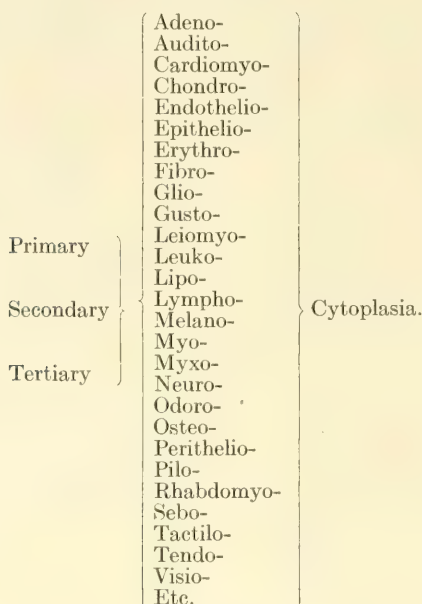 Adeno-
Audito-
Cardiomyo-
Chondro-
Endothelio-
Epithelio-
Erythro-
Fibro-
Glio-
Gusto-
Primary
Leiomyo-
Leuko-
Lipo-
Secondary
Lympho-
Cytoplasia.
Melano-
Myo-
Tertiary
Myxo-
Neuro-
Odoro-
Osteo-
Perithelio-
Pilo-
Rhabdomyo-
Sebo-
Tactilo-
Tendo-
Visio-
Etc.